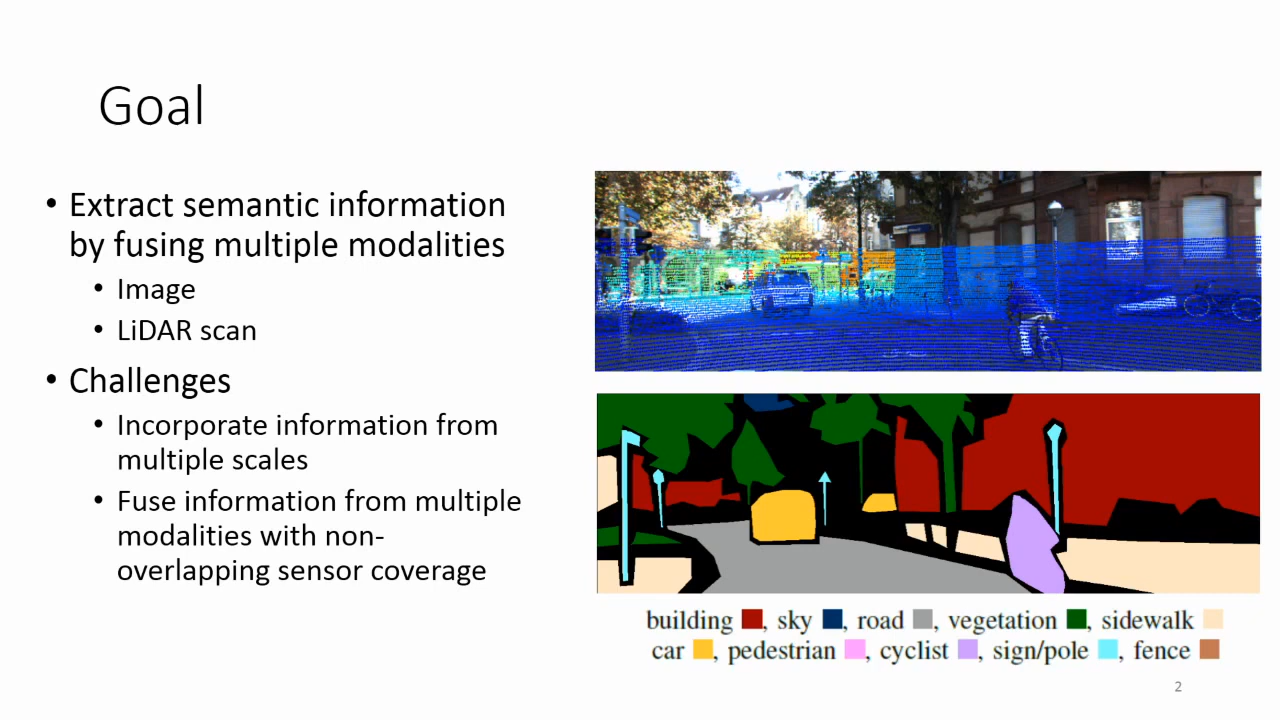 Goal
• Extract semantic information
by fusing multiple modalities
• Image
• LiDAR scan
• Challenges
• Incorporate information from
multiple scales
• Fuse information from multiple
modalities with non-
overlapping sensor coverage
building , sky , road , vegetation , sidewalk
car , pedestrian , cyclist , sign/pole , fence
2